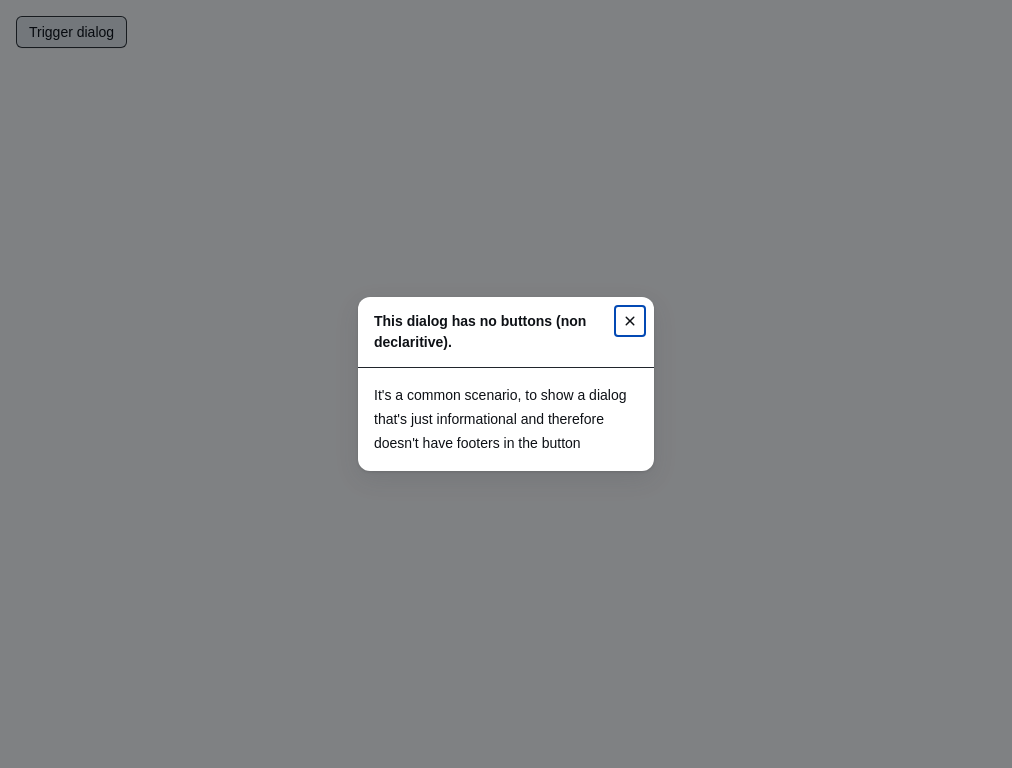 Trigger dialog
This dialog has no buttons (non
declaritive).
It's a common scenario, to show a dialog
that's just informational and therefore
doesn't have footers in the button